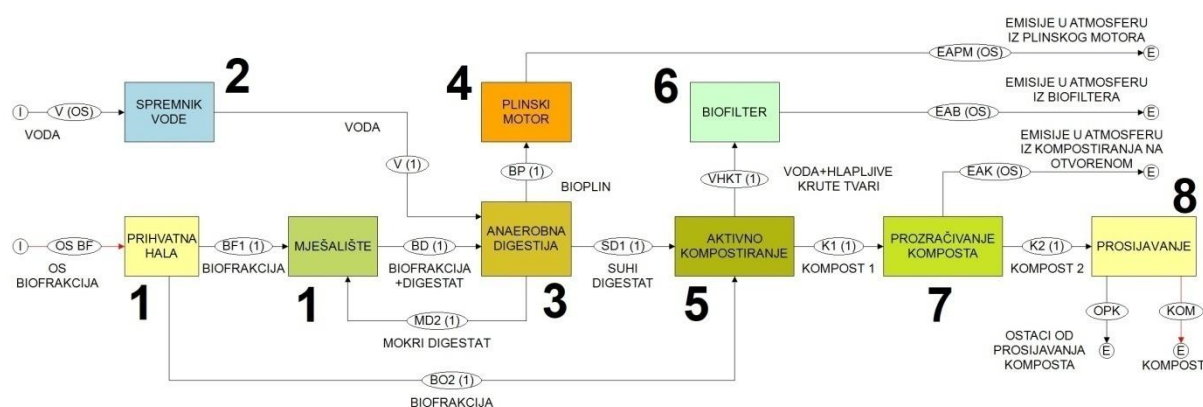 EMISIJE U ATMOSFERU
IZ PLINSKOG MOTORA
EAPM (OS)
E
2
4
6
I
V (OS)
VODA
SPREMNIK
VODE
VODA
PLINSKI
MOTOR
BIOFILTER
EMISIJE U ATMOSFERU
IZ BIOFILTERA
EAB (OS)
E
V (1)
BP (1)
BIOPLIN
VHKT (1)
VODA+HLAPLJIVE
KRUTE TVARI
EMISIJE U ATMOSFERU
IZ KOMPOSTIRANJA NA
OTVORENOM
EAK (OS)
E
8
I
OS BF
OS
BIOFRAKCIJA
PRIHVATNA
HALA
BF1 (1)
BIOFRAKCIJA
MJEŠALIŠTE
BD (1)
BIOFRAKCIJA
+DIGESTAT
ANAEROBNA
DIGESTIJA
SD1 (1)
SUHI
DIGESTAT
AKTIVNO
KOMPOSTIRANJE
K1 (1)
KOMPOST 1
PROZRAČIVANJE
KOMPOSTA
K2 (1)
KOMPOST 2
PROSIJAVANJE
1
1
3
5
7
MD2 (1)
MOKRI DIGESTAT
OPK
KOM
OSTACI OD
PROSIJAVANJA
KOMPOSTA
E
E
KOMPOST
BO2 (1)
BIOFRAKCIJA